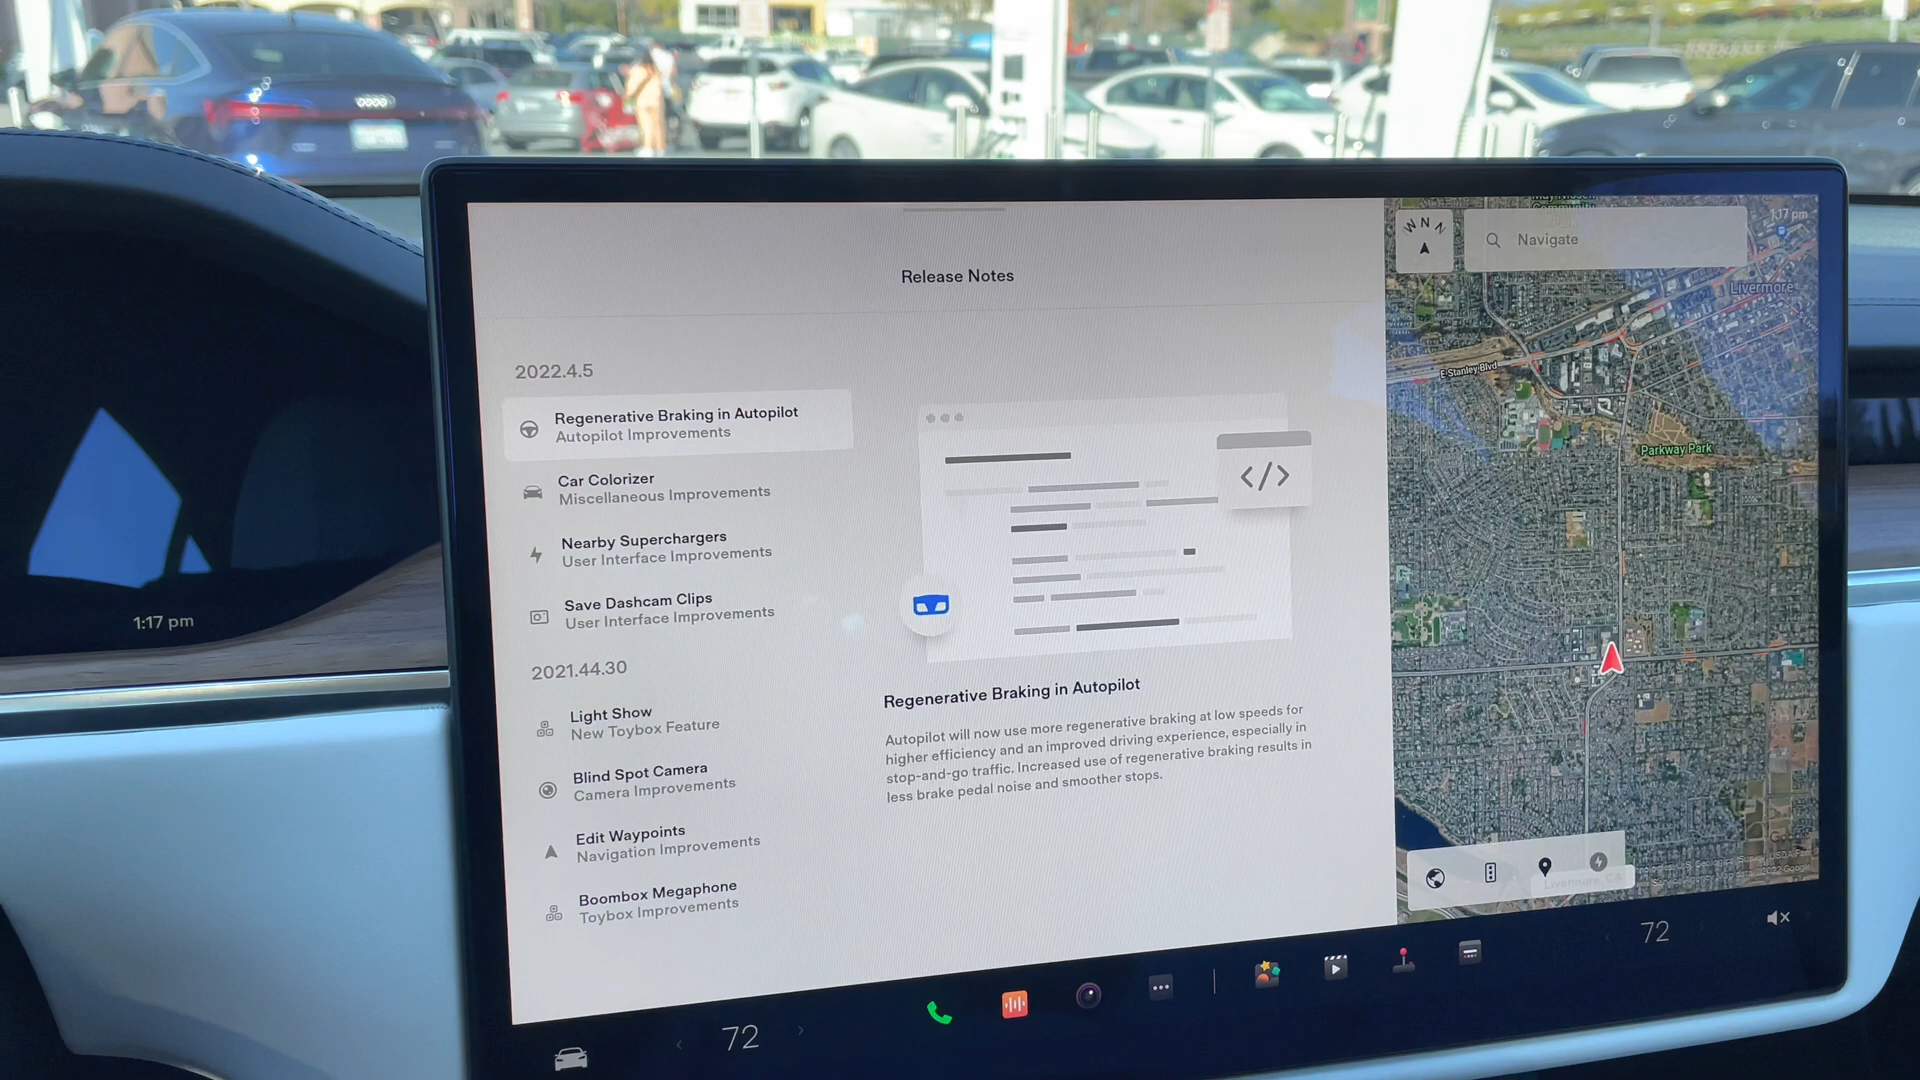 Release Notes
2022.4.5
Regenerative Braking in Autopilot
Autopilot Improvements
Car Colorizer
Miscellaneous Improvements
Nearby Superchargers
User Interface Improvements
Save Dashcam Clips
User Interface Improvements
2021.44.30
Light Show
New Toybox Feature
Blind Spot Camera
Camera Improvements
Edit Waypoints
Navigation Improvements
Boombox Megaphone
Toybox Improvements
</>
Regenerative Braking in Autopilot
Autopilot will now use more regenerative braking at low speeds for
higher efficiency and an improved driving experience, especially in
stop-and-go traffic. Increased use of regenerative braking results in
less brake pedal noise and smoother stops.
W N
Navigate
1:17 pm
Livermore
E Stanley Blvd
Parkway Park
Livermore, CA
1:17 pm
72
72